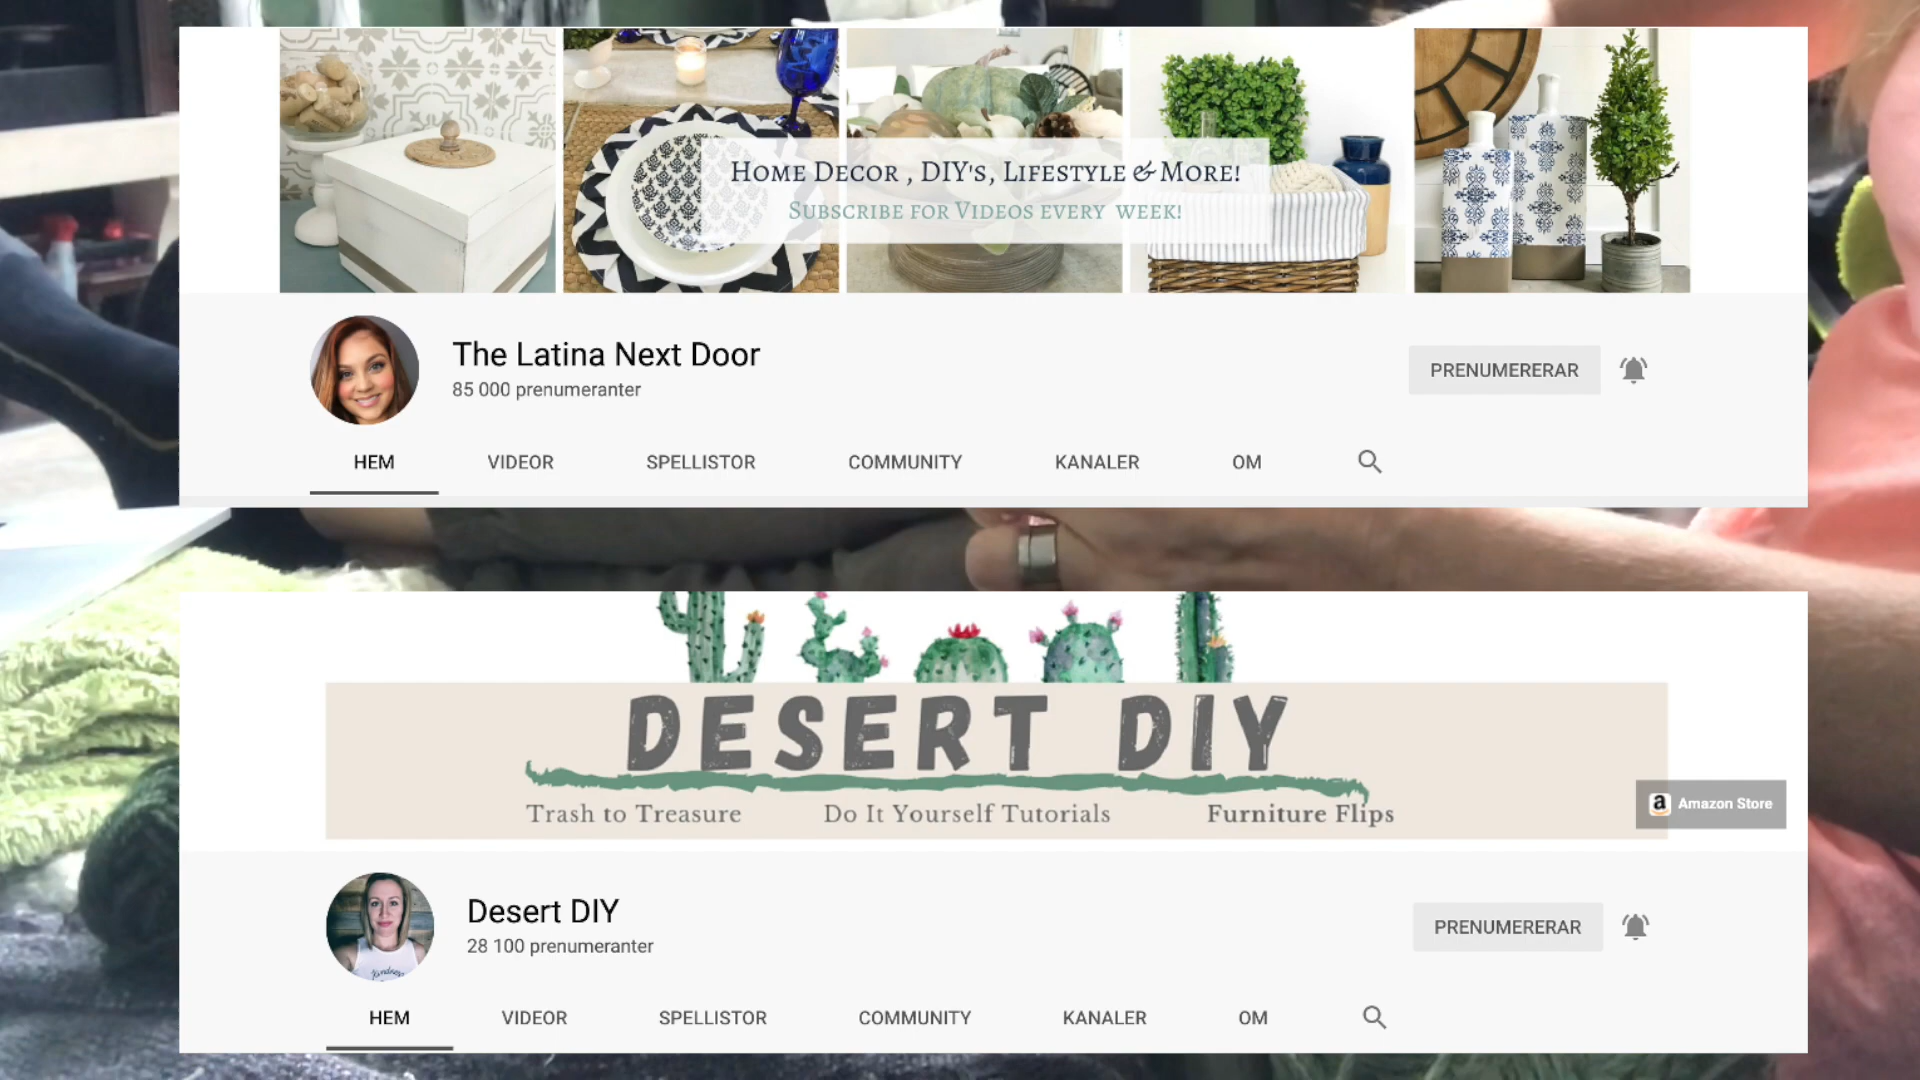 Home Decor , DIY's, Lifestyle & More!
Subscribe for Videos every week!
The Latina Next Door
85 000 prenumeranter
PRENUMERERAR
HEM VIDEOR SPELLISTOR COMMUNITY KANALER OM
DESERT DIY
Trash to Treasure Do It Yourself Tutorials Furniture Flips
a Amazon Store
Desert DIY
28 100 prenumeranter
PRENUMERERAR
Kindness
HEM VIDEOR SPELLISTOR COMMUNITY KANALER OM